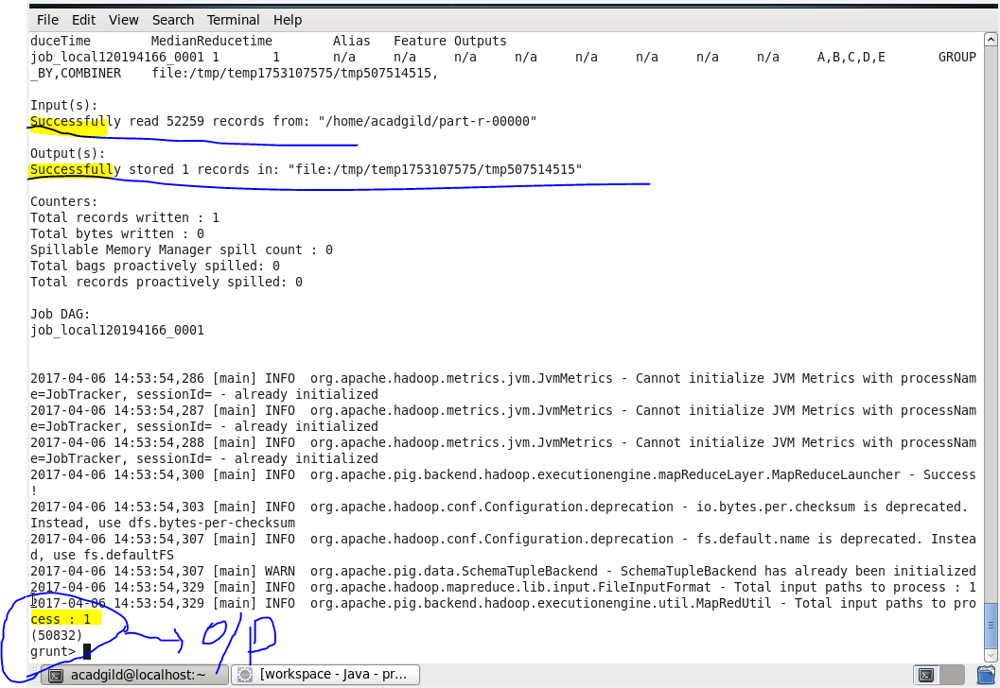 File Edit View Search Terminal Help
duceTime MedianReducetime Alias Feature Outputs
job_local120194166_0001 1 1 n/a n/a n/a n/a n/a n/a n/a n/a A,B,C,D,E GROUP
_BY,COMBINER file:/tmp/temp1753107575/tmp507514515,
Input(s):
Successfully read 52259 records from: "/home/acadgild/part-r-00000"
Output(s):
Successfully stored 1 records in: "file:/tmp/temp1753107575/tmp507514515"
Counters:
Total records written : 1
Total bytes written : 0
Spillable Memory Manager spill count : 0
Total bags proactively spilled: 0
Total records proactively spilled: 0
Job DAG:
job_local120194166_0001
2017-04-06 14:53:54,286 [main] INFO org.apache.hadoop.metrics.jvm.JvmMetrics - Cannot initialize JVM Metrics with processNam
e=JobTracker, sessionId= - already initialized
2017-04-06 14:53:54,287 [main] INFO org.apache.hadoop.metrics.jvm.JvmMetrics - Cannot initialize JVM Metrics with processNam
e=JobTracker, sessionId= - already initialized
2017-04-06 14:53:54,288 [main] INFO org.apache.hadoop.metrics.jvm.JvmMetrics - Cannot initialize JVM Metrics with processNam
e=JobTracker, sessionId= - already initialized
2017-04-06 14:53:54,300 [main] INFO org.apache.pig.backend.hadoop.executionengine.mapReduceLayer.MapReduceLauncher - Success
!
2017-04-06 14:53:54,303 [main] INFO org.apache.hadoop.conf.Configuration.deprecation - io.bytes.per.checksum is deprecated.
Instead, use dfs.bytes-per-checksum
2017-04-06 14:53:54,307 [main] INFO org.apache.hadoop.conf.Configuration.deprecation - fs.default.name is deprecated. Instea
d, use fs.defaultFS
2017-04-06 14:53:54,307 [main] WARN org.apache.pig.data.SchemaTupleBackend - SchemaTupleBackend has already been initialized
2017-04-06 14:53:54,329 [main] INFO org.apache.hadoop.mapreduce.lib.input.FileInputFormat - Total input paths to process : 1
2017-04-06 14:53:54,329 [main] INFO org.apache.pig.backend.hadoop.executionengine.util.MapRedUtil - Total input paths to pro
cess : 1
(50832)
O/P
grunt>
acadgild@localhost:~ [workspace - Java - pr...